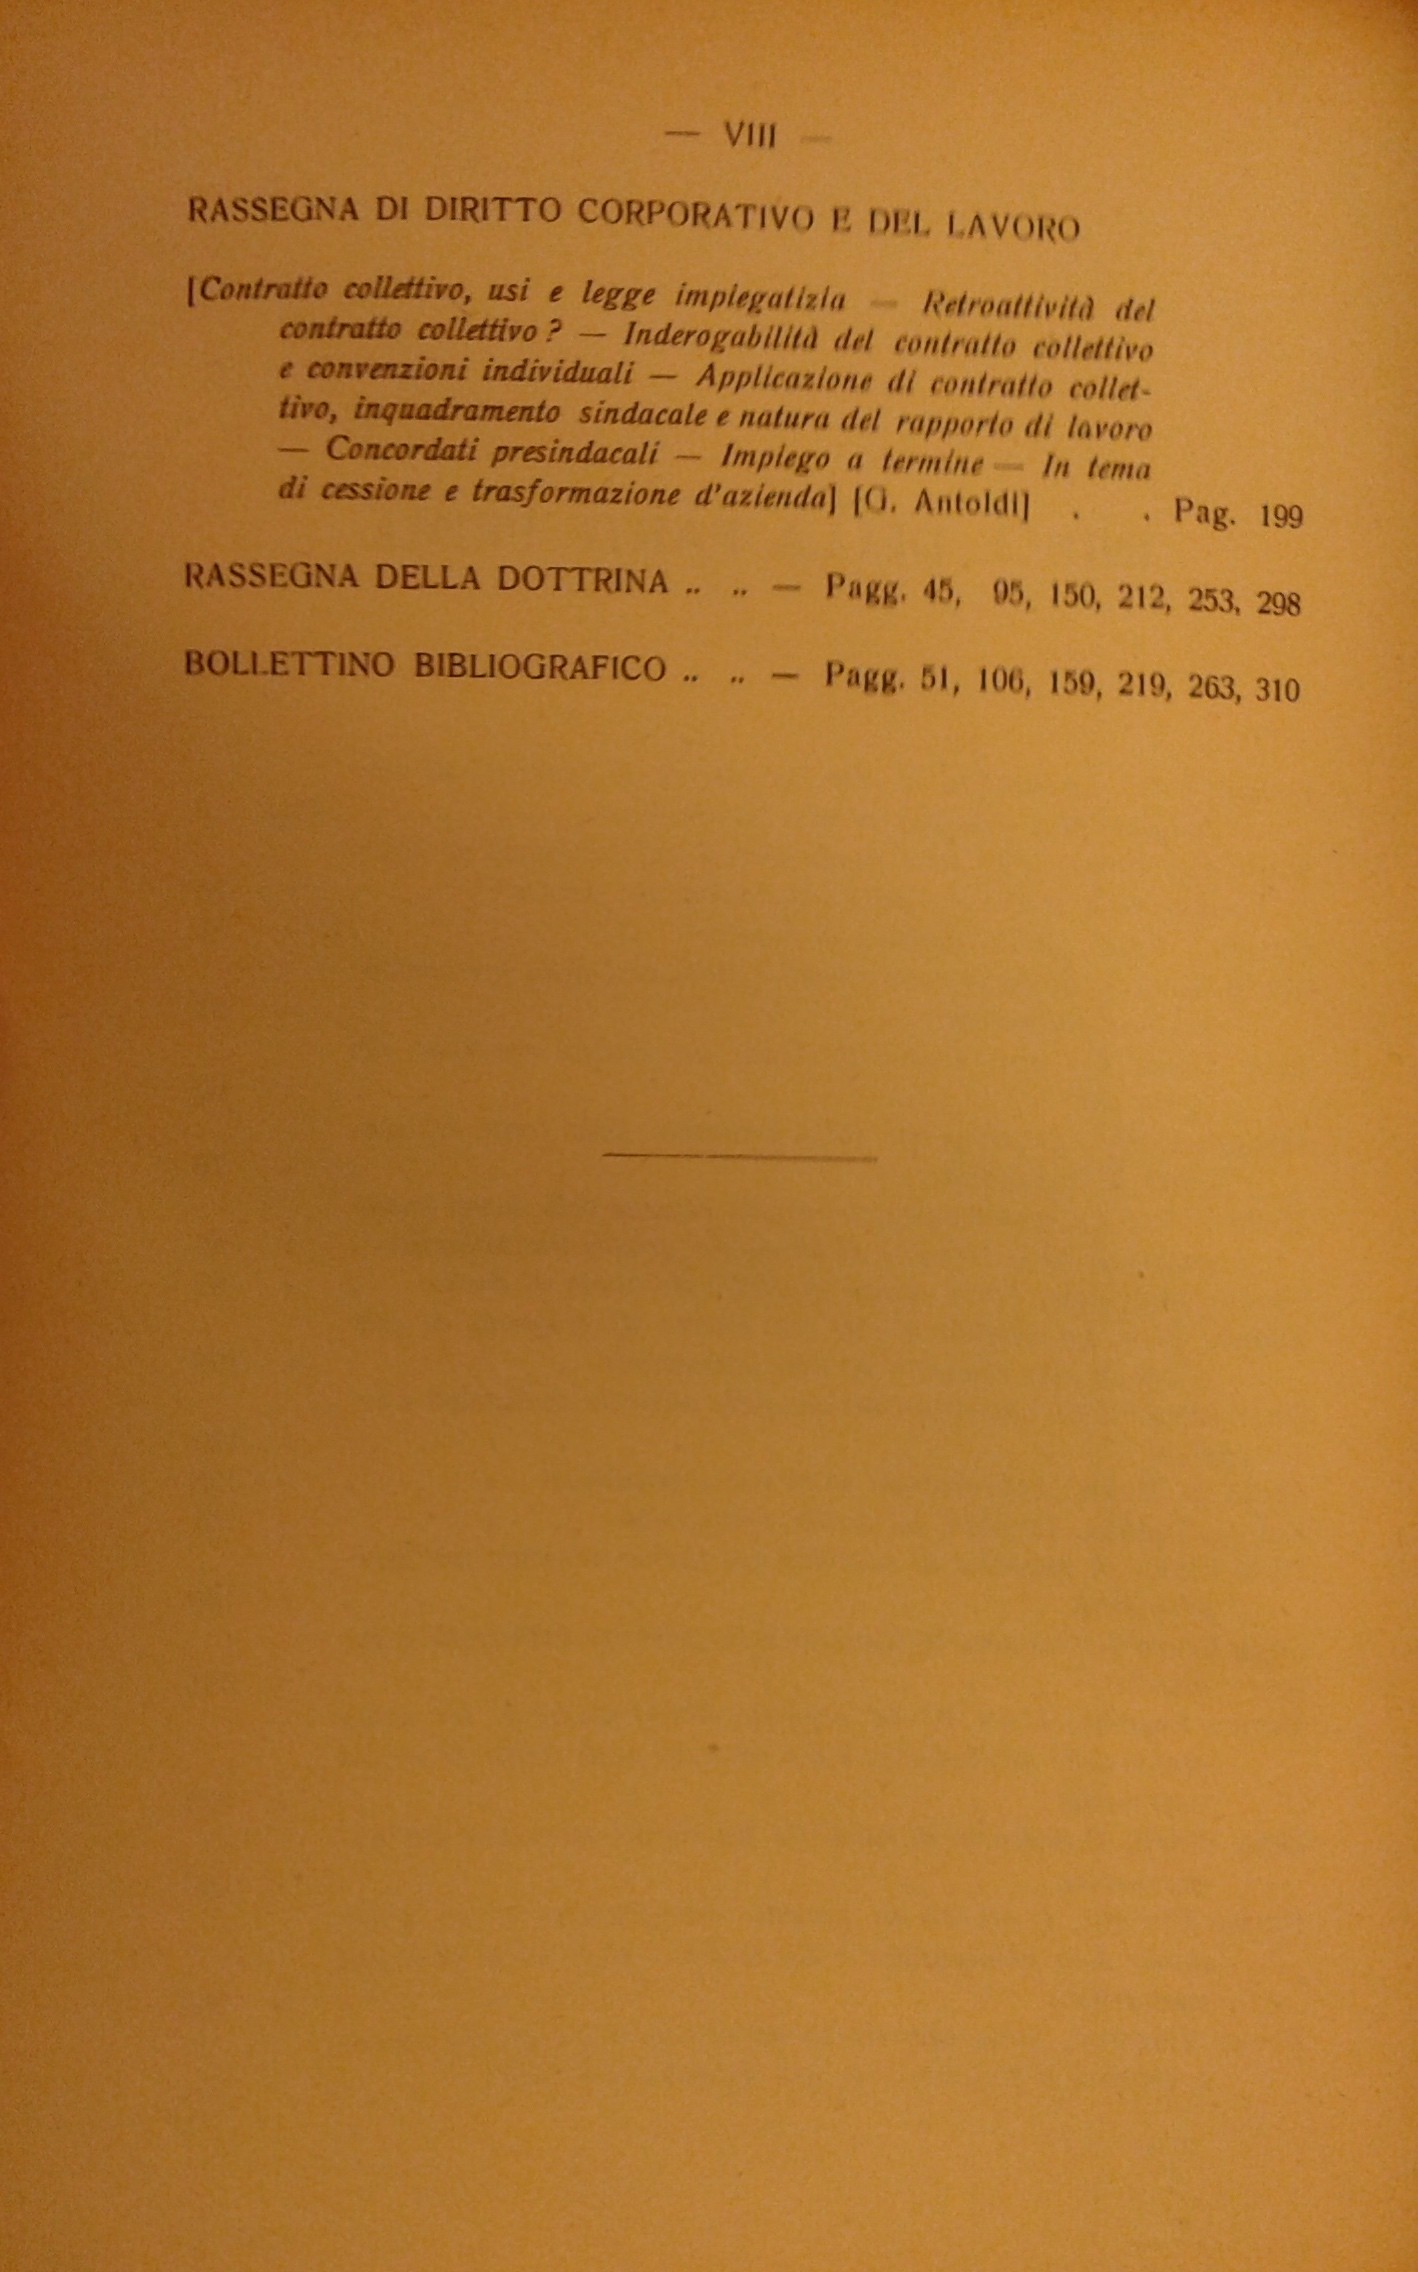 — VIII —
RASSEGNA DI DIRITTO CORPORATIVO E DEL LAVORO
[Contratto collettivo, usi e legge impiegatizia — Retroattività del
contratto collettivo ? — Inderogabilità del contratto collettivo
e convenzioni individuali — Applicazione di contratto collet-
tivo, inquadramento sindacale e natura del rapporto di lavoro
— Concordati presindacali — Impiego a termine — In tema
di cessione e trasformazione d'azienda] [G. Antoldi] . . Pag. 199
RASSEGNA DELLA DOTTRINA .. .. — Pagg. 45, 95, 150, 212, 253, 298
BOLLETTINO BIBLIOGRAFICO .. .. — Pagg. 51, 106, 159, 219, 263, 310